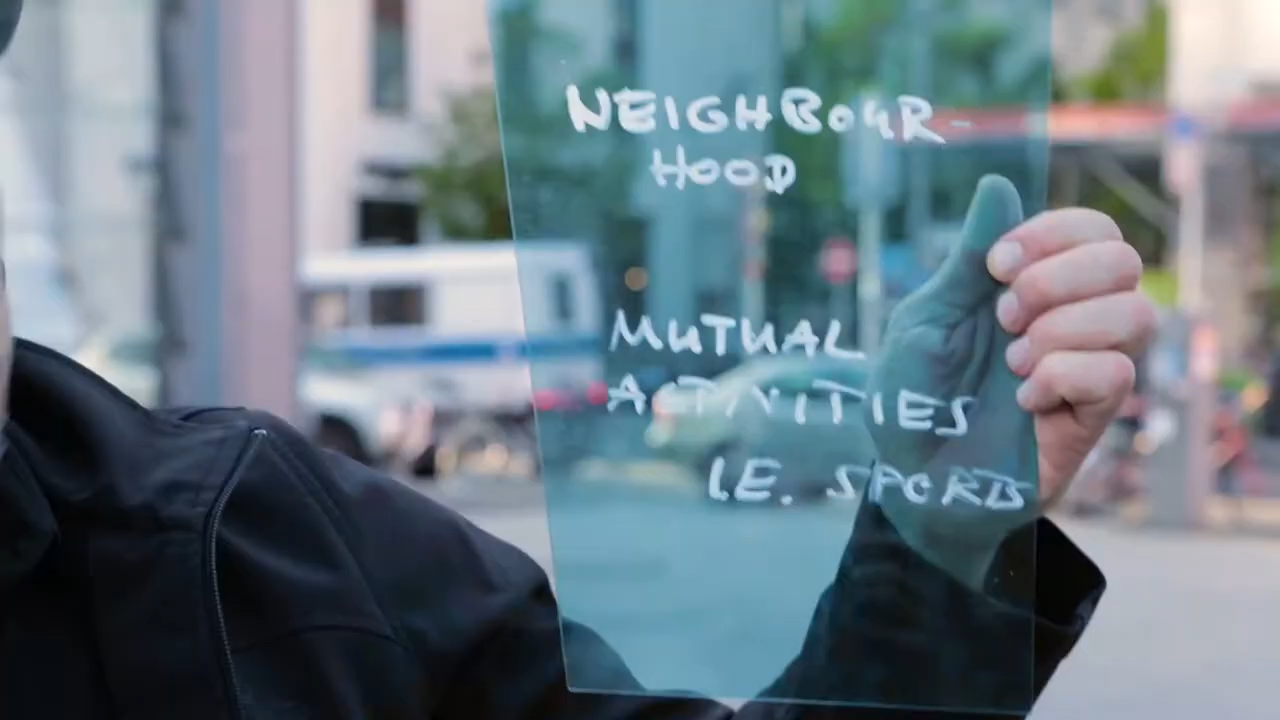 NEIGHBOUR-
HOOD
MUTUAL
ACTIVITIES
I.E. SPORTS